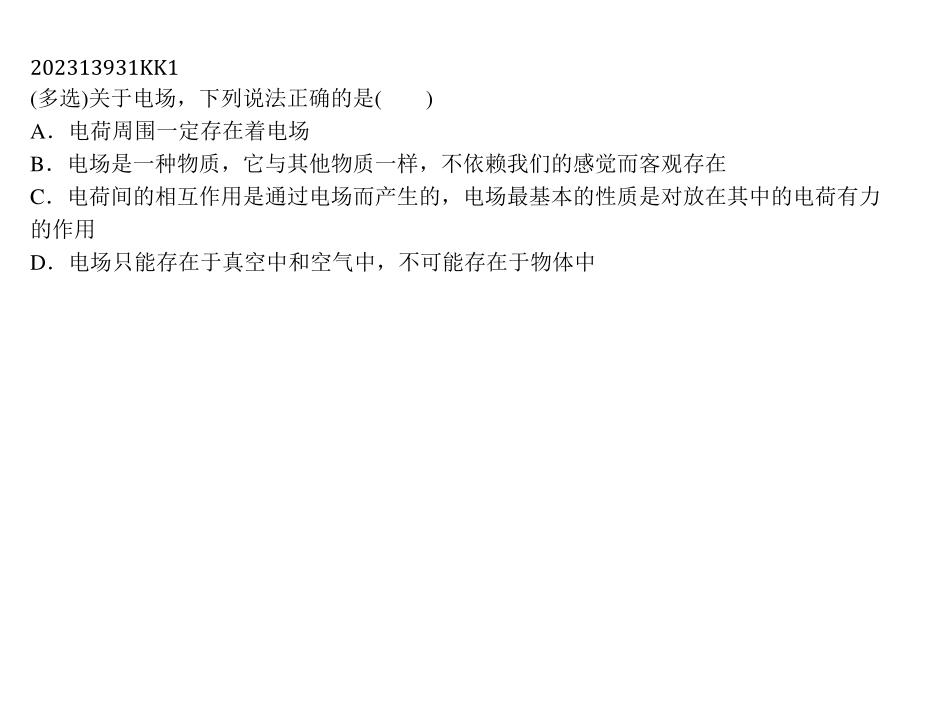 202313931KK1
(多选)关于电场，下列说法正确的是(　　)
A．电荷周围一定存在着电场
B．电场是一种物质，它与其他物质一样，不依赖我们的感觉而客观存在
C．电荷间的相互作用是通过电场而产生的，电场最基本的性质是对放在其中的电荷有力
的作用
D．电场只能存在于真空中和空气中，不可能存在于物体中